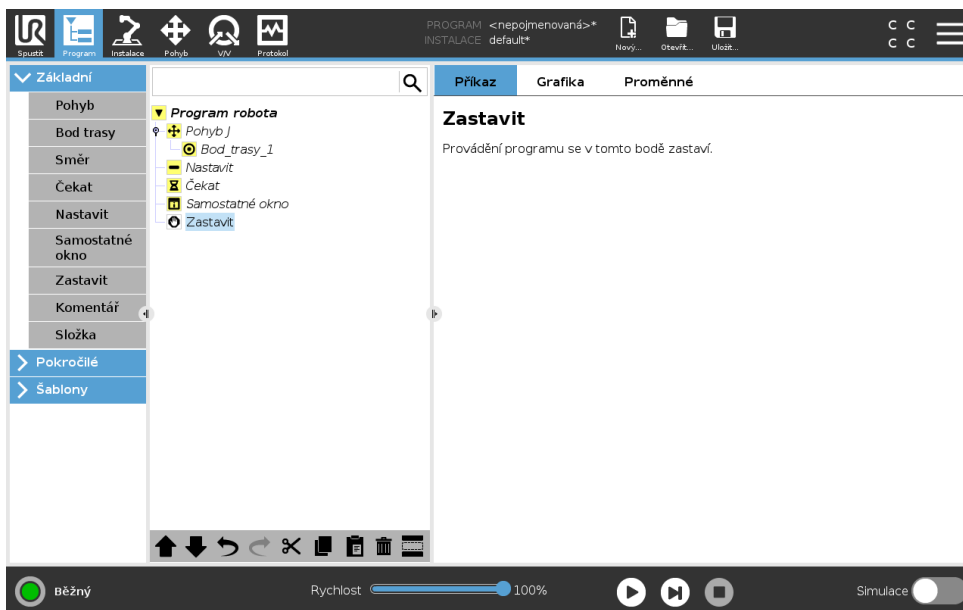 Spustit
Program
Instalace
Pohyb
V/V
Protokol
PROGRAM <nepojmenovaná>*
INSTALACE default*
Nový...
Otevřít...
Uložit...
C C
C C
Základní
Pohyb
Bod trasy
Směr
Čekat
Nastavit
Samostatné
okno
Zastavit
Komentář
Složka
Pokročilé
Šablony
Program robota
Pohyb J
Bod_trasy_1
Nastavit
Čekat
Samostatné okno
Zastavit
Příkaz
Grafika
Proměnné
Zastavit
Provádění programu se v tomto bodě zastaví.
Běžný
Rychlost
100%
Simulace